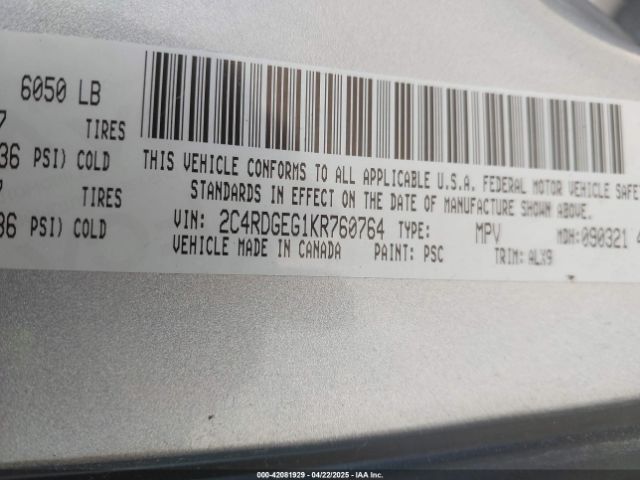 6050 LB
7 TIRES
36 PSI) COLD
THIS VEHICLE CONFORMS TO ALL APPLICABLE U.S.A. FEDERAL MOTOR VEHICLE SAFE
TIRES
STANDARDS IN EFFECT ON THE DATE OF MANUFACTURE SHOWN ABOVE.
36 PSI) COLD
VIN: 2C4RDGEG1KR760764 TYPE: MPV MDH:090321 4
VEHICLE MADE IN CANADA PAINT: PSC TRIM: ALX9
000-42081929 - 04/22/2025 - IAA Inc.